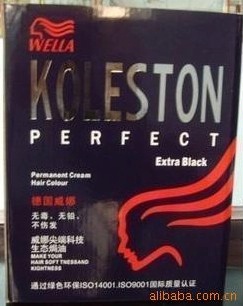 WELLA
KOLESTON
PERFECT
Extra Black
Permanent Cream
Hair Colour
德国威娜
无毒、无铅、
不伤发
威娜尖端科技
生态焗油
MAKE YOUR
HAIR SOFT TNESSAND
KIGHTNESS
通过绿色环保ISO14001.ISO9001国际质量认证
alibaba.com.cn